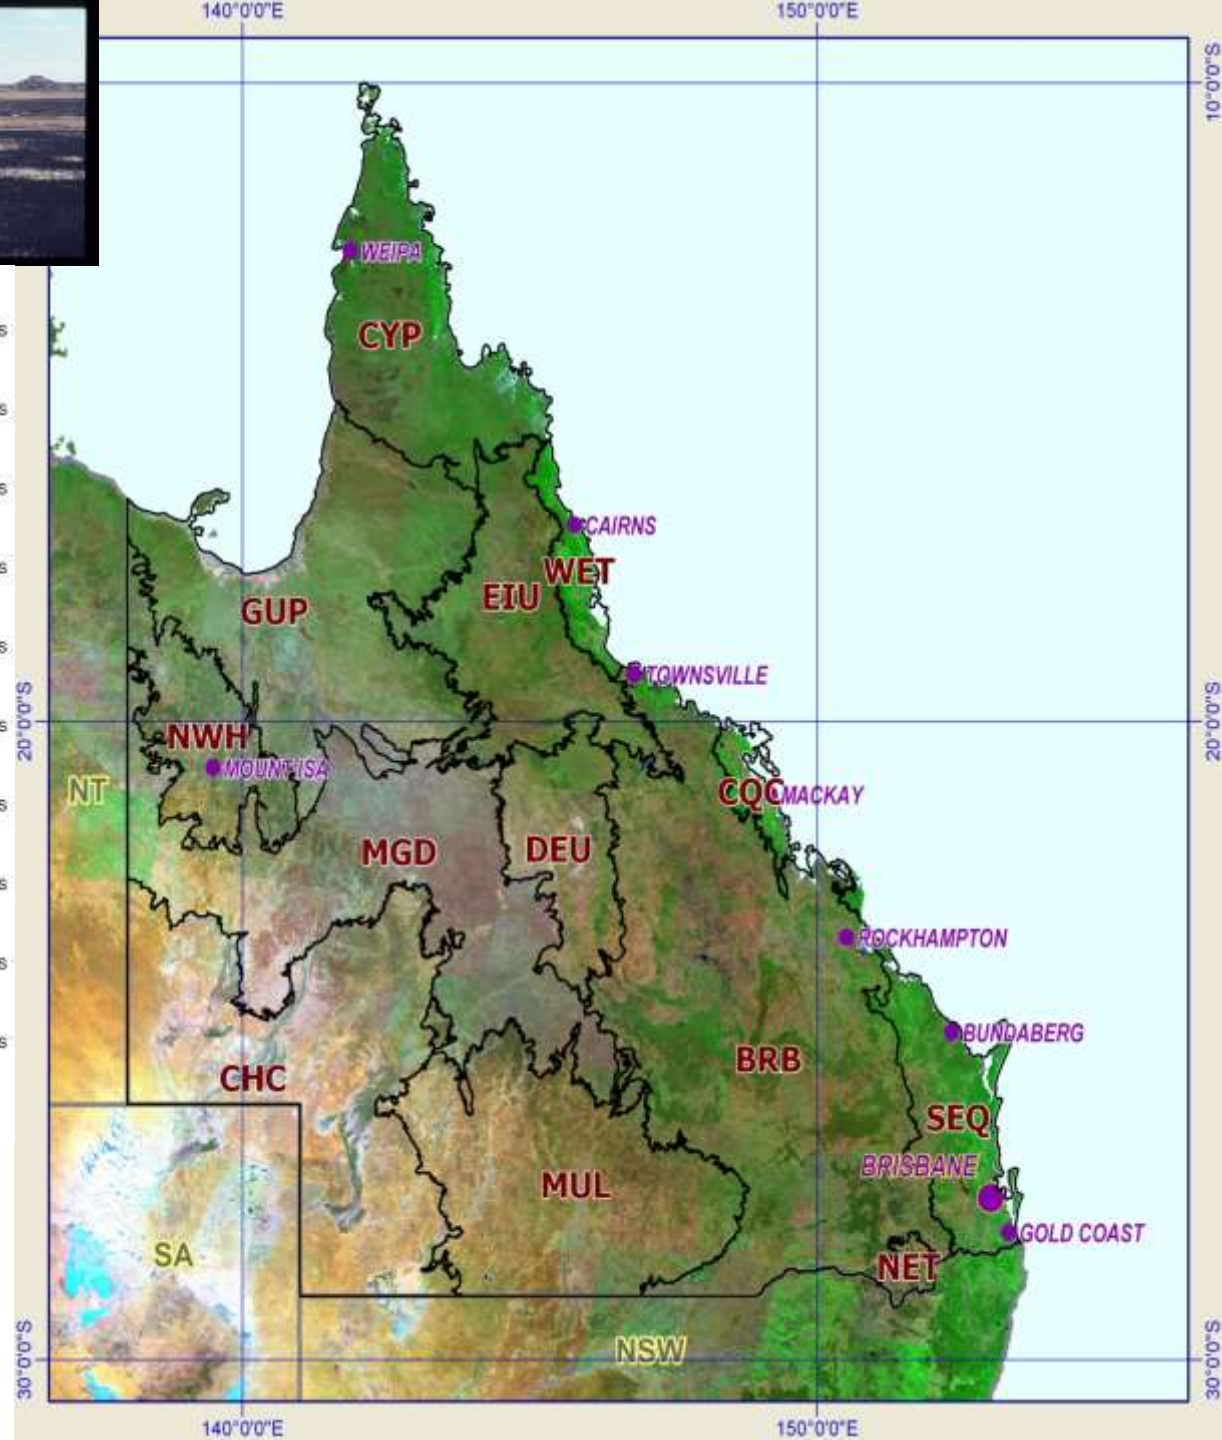 140°0'0"E
150°0'0"E
10°0'0"S
WEIPA
CYP
s
s
s
s
s
s
s
s
s
s
CAIRNS
WET
EIU
GUP
TOWNSVILLE
20°0'0"S
20°0'0"S
NWH
MOUNT ISA
NT
CQC
MACKAY
MGD
DEU
ROCKHAMPTON
BUNDABERG
BRB
CHC
SEQ
BRISBANE
MUL
GOLD COAST
SA
NET
NSW
30°0'0"S
30°0'0"S
140°0'0"E
150°0'0"E